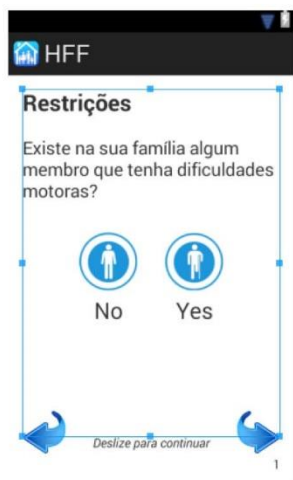 HFF
Restrições
Existe na sua família algum
membro que tenha dificuldades
motoras?
No Yes
Deslize para continuar
1